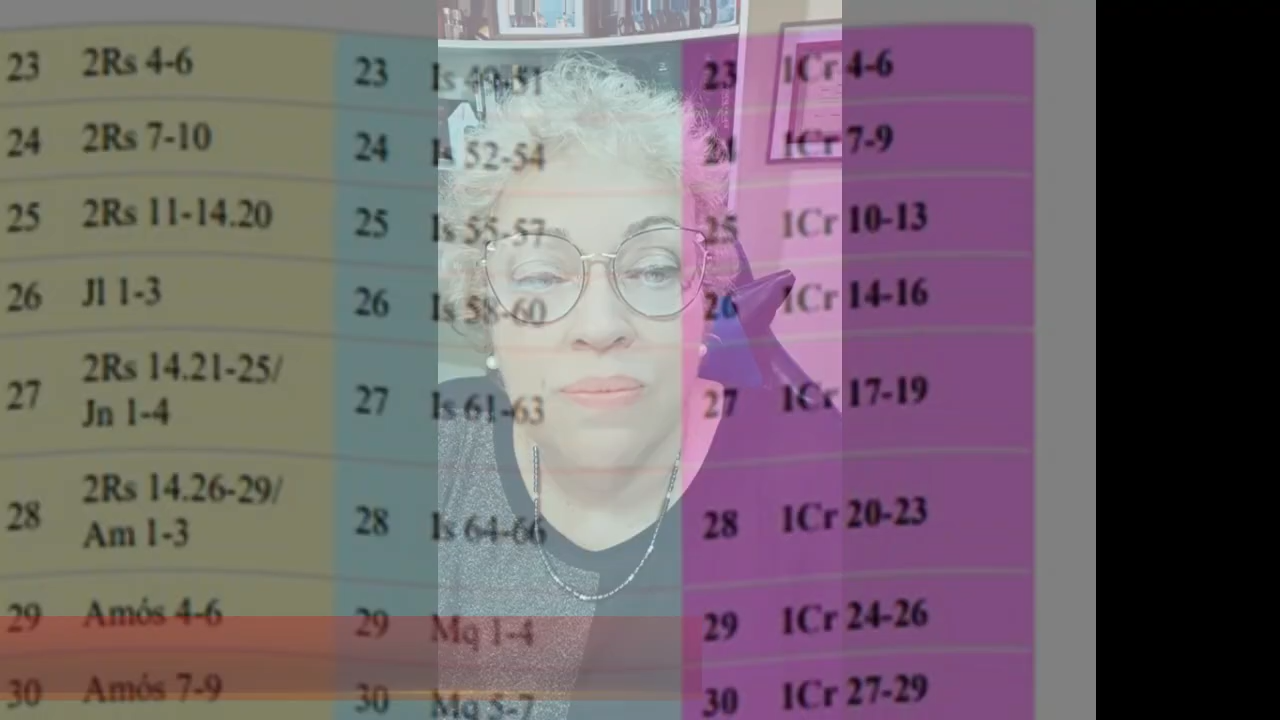 23 2Rs 4-6 23 Is 49-51 23 1Cr 4-6
24 2Rs 7-10 24 Is 52-54 24 1Cr 7-9
25 2Rs 11-14.20 25 Is 55-57 25 1Cr 10-13
26 Jl 1-3 26 Is 58-60 26 1Cr 14-16
27 2Rs 14.21-25/
Jn 1-4 27 Is 61-63 27 1Cr 17-19
28 2Rs 14.26-29/
Am 1-3 28 Is 64-66 28 1Cr 20-23
29 Amós 4-6 29 Mq 1-4 29 1Cr 24-26
30 Amós 7-9 30 Mq 5-7 30 1Cr 27-29